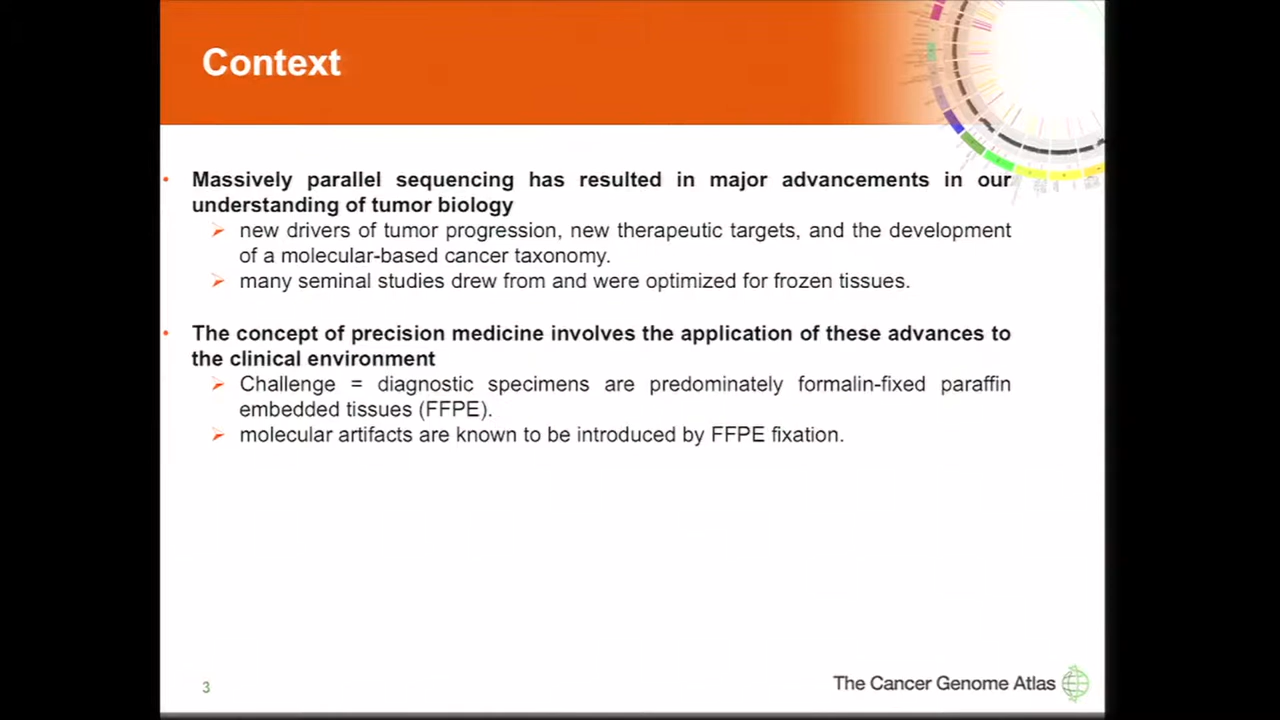 Context
• Massively parallel sequencing has resulted in major advancements in our
understanding of tumor biology
➢ new drivers of tumor progression, new therapeutic targets, and the development
of a molecular-based cancer taxonomy.
➢ many seminal studies drew from and were optimized for frozen tissues.
• The concept of precision medicine involves the application of these advances to
the clinical environment
➢ Challenge = diagnostic specimens are predominately formalin-fixed paraffin
embedded tissues (FFPE).
➢ molecular artifacts are known to be introduced by FFPE fixation.
3
The Cancer Genome Atlas